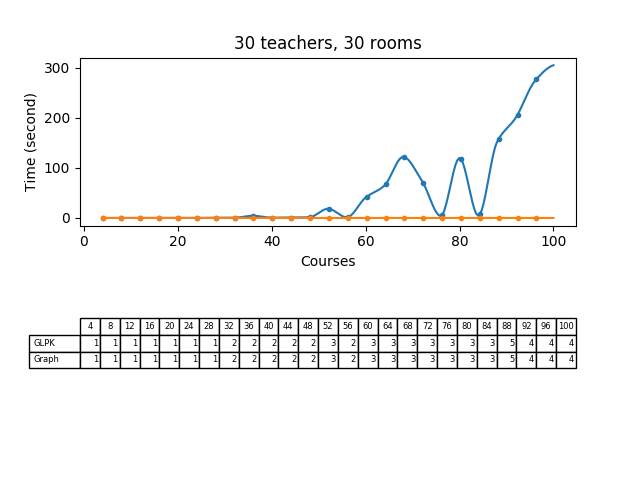 30 teachers, 30 rooms
300
200
100
0
Time (second)
0 20 40 60 80 100
Courses
4 8 12 16 20 24 28 32 36 40 44 48 52 56 60 64 68 72 76 80 84 88 92 96 100
GLPK 1 1 1 1 1 1 1 2 2 2 2 2 3 2 3 3 3 3 3 3 3 5 4 4 4
Graph 1 1 1 1 1 1 1 2 2 2 2 2 3 2 3 3 3 3 3 3 3 5 4 4 4